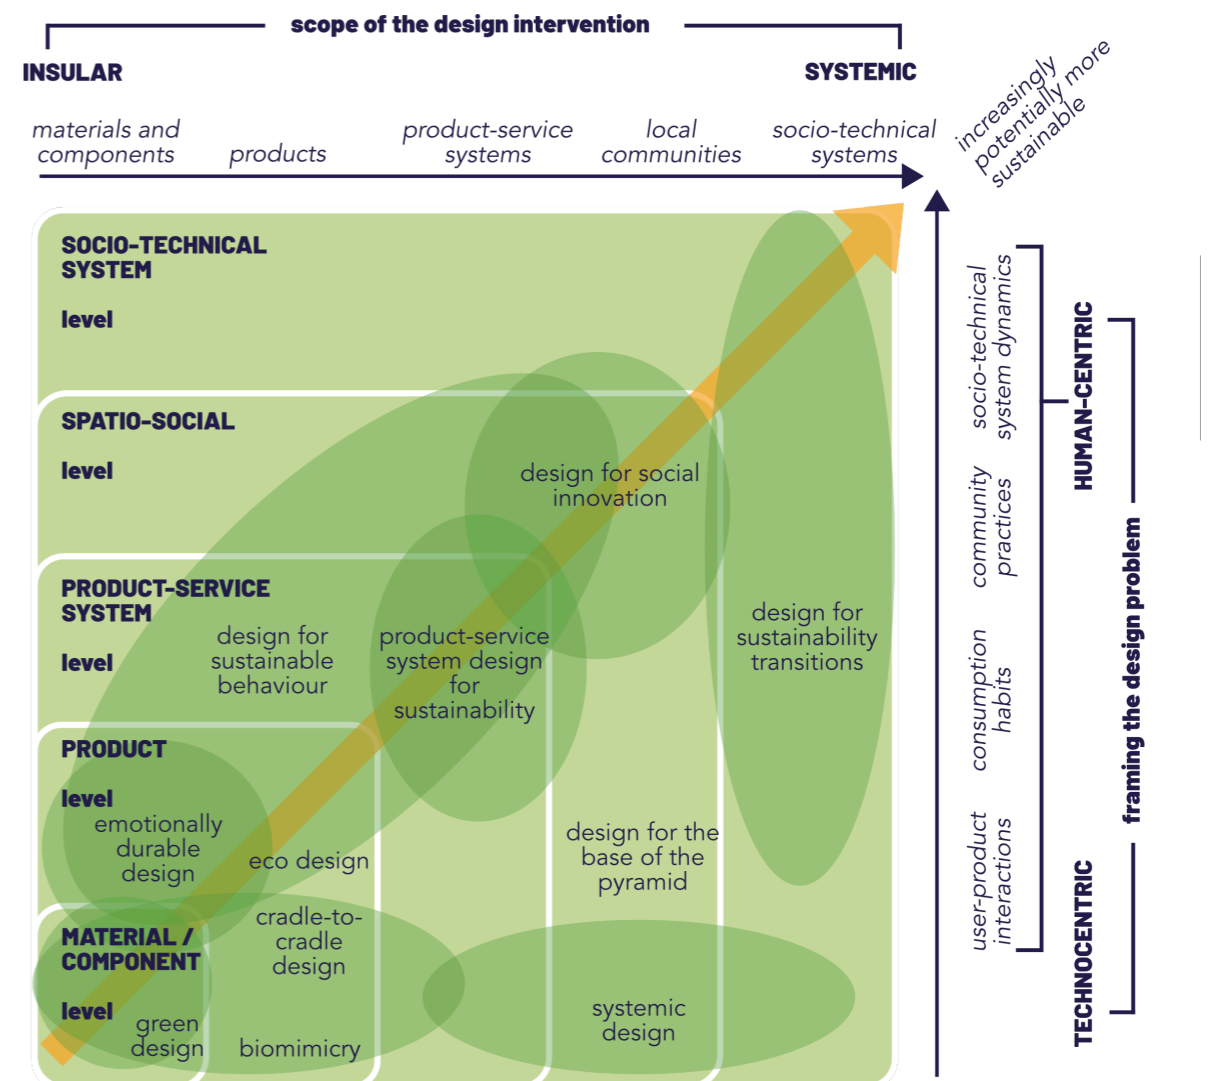 scope of the design intervention
INSULAR
SYSTEMIC
materials and
components
products
product-service
systems
local
communities
socio-technical
systems
increasingly
potentially more
sustainable
SOCIO-TECHNICAL
SYSTEM
level
SPATIO-SOCIAL
level
design for social
innovation
PRODUCT-SERVICE
SYSTEM
level
design for
sustainable
behaviour
product-service
system design
for
sustainability
design for
sustainability
transitions
PRODUCT
level
emotionally
durable
design
eco design
design for the
base of the
pyramid
MATERIAL /
COMPONENT
level
green
design
cradle-to-
cradle
design
biomimicry
systemic
design
socio-technical
system dynamics
community
practices
consumption
habits
user-product
interactions
HUMAN-CENTRIC
TECHNOCENTRIC
framing the design problem